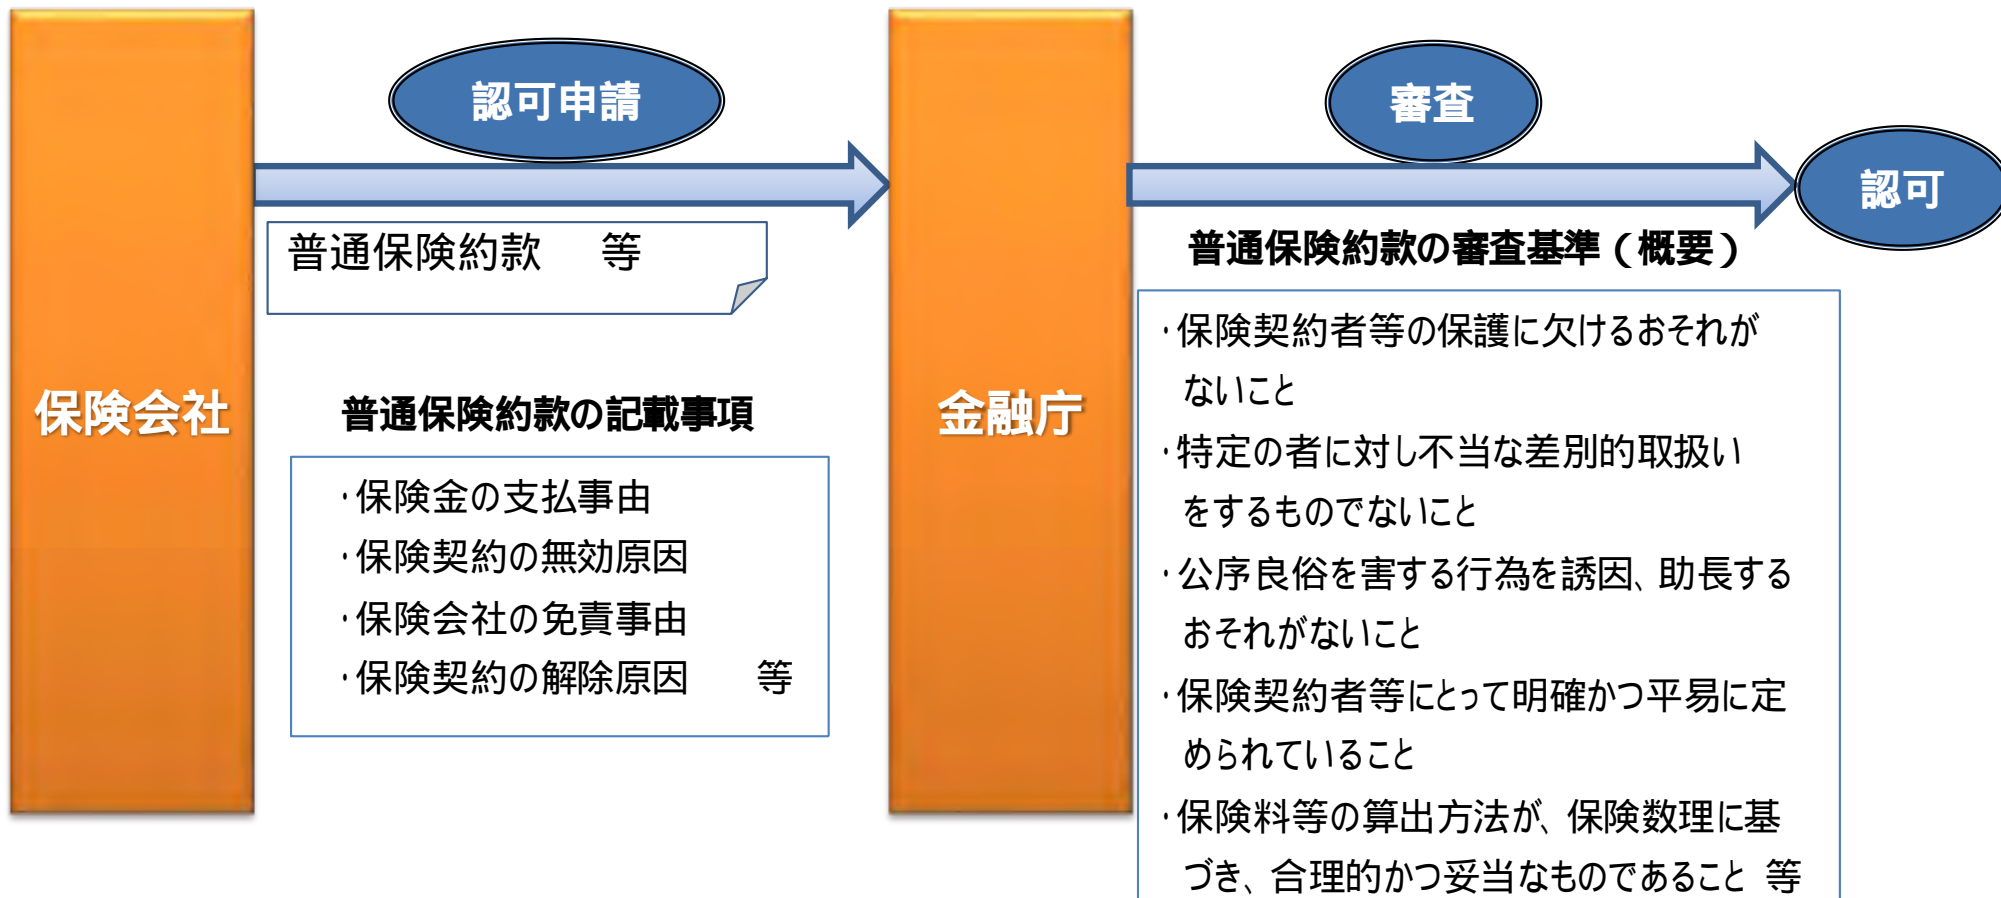 保険会社
認可申請
普通保険約款　等
普通保険約款の記載事項
・保険金の支払事由
・保険契約の無効原因
・保険会社の免責事由
・保険契約の解除原因　等
金融庁
審査
認可
普通保険約款の審査基準（概要）
・保険契約者等の保護に欠けるおそれが
ないこと
・特定の者に対し不当な差別的取扱い
をするものでないこと
・公序良俗を害する行為を誘因、助長する
おそれがないこと
・保険契約者等にとって明確かつ平易に定
められていること
・保険料等の算出方法が、保険数理に基
づき、合理的かつ妥当なものであること 等